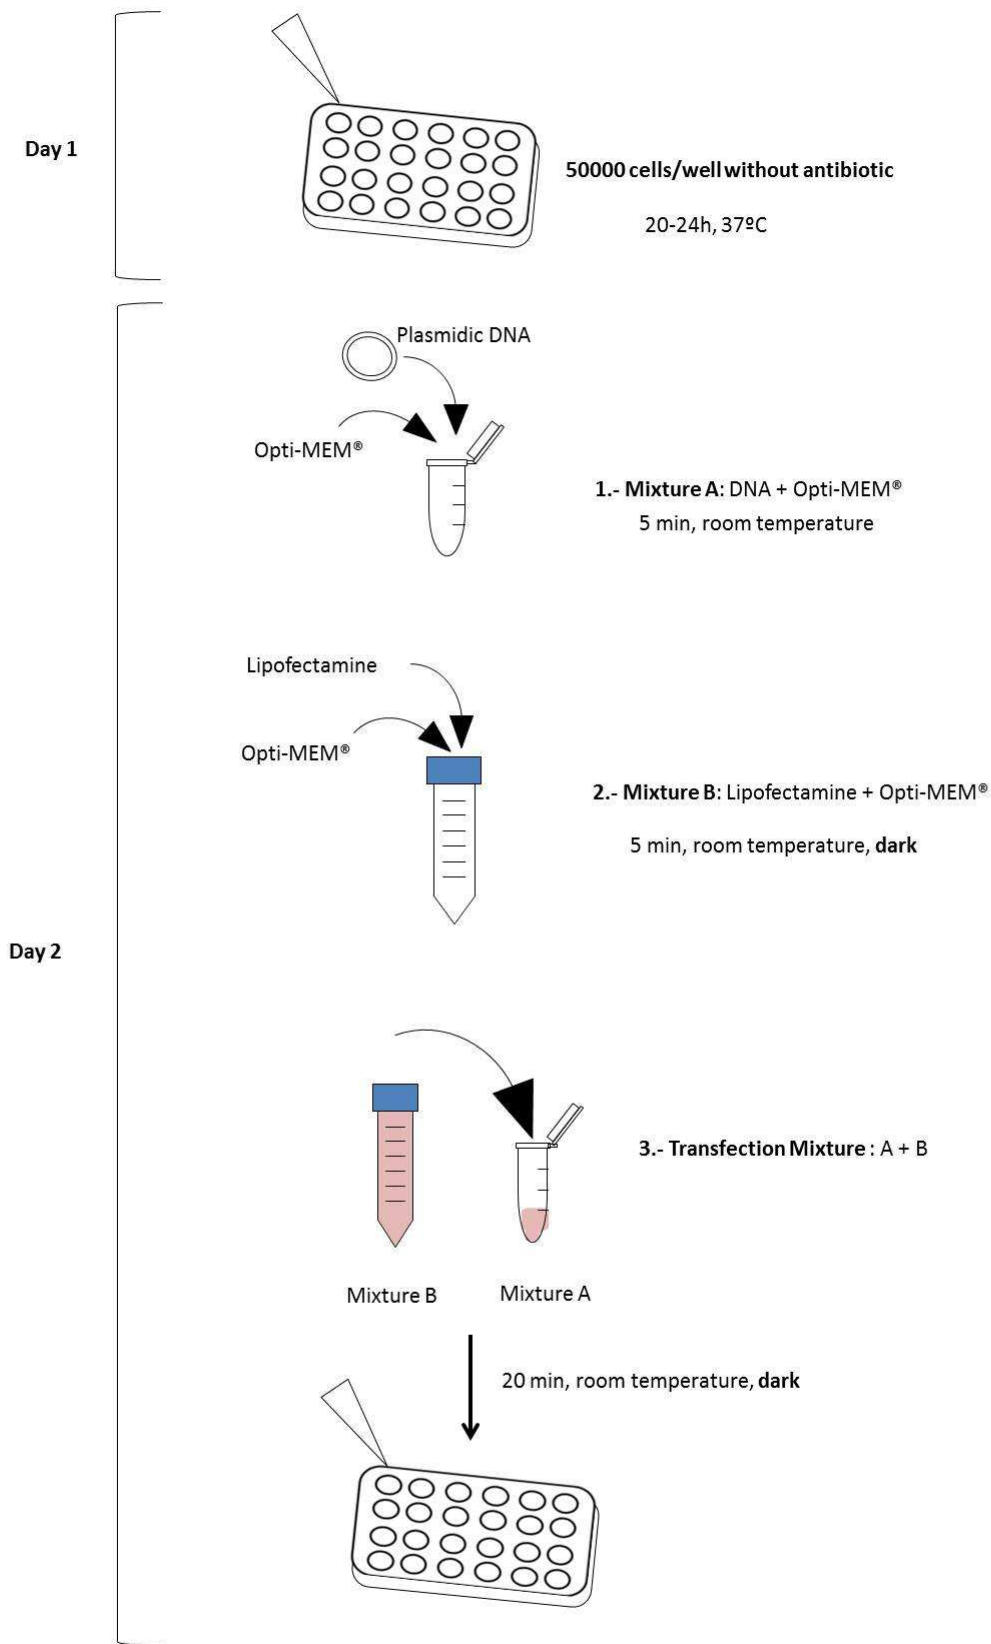 Day 1
50000 cells/well without antibiotic
20-24h, 37ºC
Plasmidic DNA
Opti-MEM®
1.- Mixture A: DNA + Opti-MEM®
5 min, room temperature
Lipofectamine
Opti-MEM®
2.- Mixture B: Lipofectamine + Opti-MEM®
5 min, room temperature, dark
Day 2
3.- Transfection Mixture : A + B
Mixture B
Mixture A
20 min, room temperature, dark